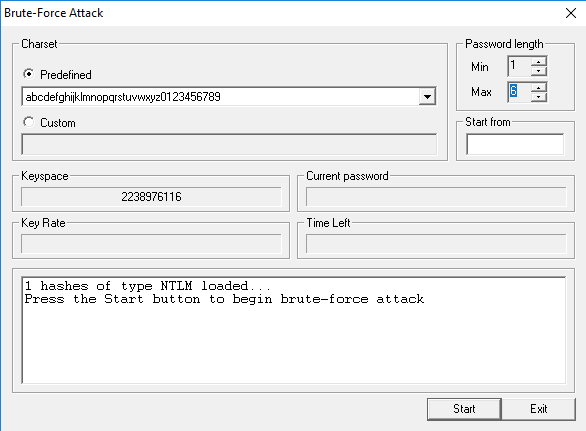 Brute-Force Attack
Charset
Predefined
abcdefghijklmnopqrstuvwxyz0123456789
Custom
Password length
Min 1
Max 6
Start from
Keyspace
2238976116
Current password
Key Rate
Time Left
1 hashes of type NTLM loaded...
Press the Start button to begin brute-force attack
Start
Exit